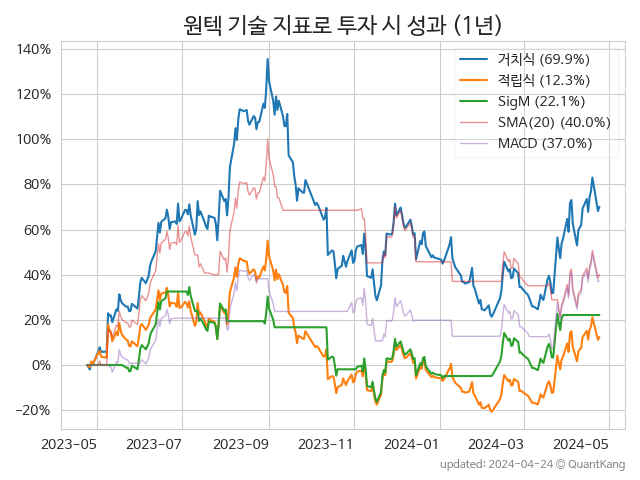 원텍 기술 지표로 투자 시 성과 (1년)
140%
120%
100%
80%
60%
40%
20%
0%
−20%
거치식 (69.9%)
적립식 (12.3%)
SigM (22.1%)
SMA(20) (40.0%)
MACD (37.0%)
2023-05
2023-07
2023-09
2023-11
2024-01
2024-03
2024-05
updated: 2024-04-24 ⓒ QuantKang